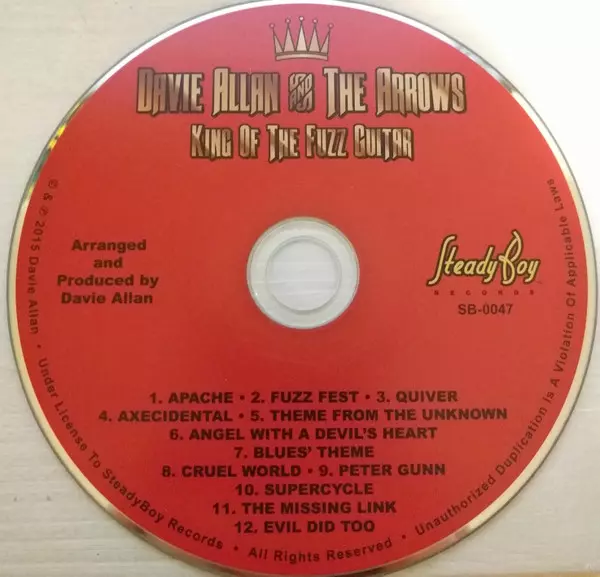 DAVIE ALLAN AND THE ARROWS
KING OF THE FUZZ GUITAR
Arranged
and
Produced by
Davie Allan
SteadyBoy
RECORDS
SB-0047
1. APACHE • 2. FUZZ FEST • 3. QUIVER
4. AXECIDENTAL • 5. THEME FROM THE UNKNOWN
6. ANGEL WITH A DEVIL'S HEART
7. BLUES' THEME
8. CRUEL WORLD • 9. PETER GUNN
10. SUPERCYCLE
11. THE MISSING LINK
12. EVIL DID TOO
© & ℗ 2015 Davie Allan • Under License To SteadyBoy Records • All Rights Reserved • Unauthorized Duplication Is A Violation Of Applicable Laws